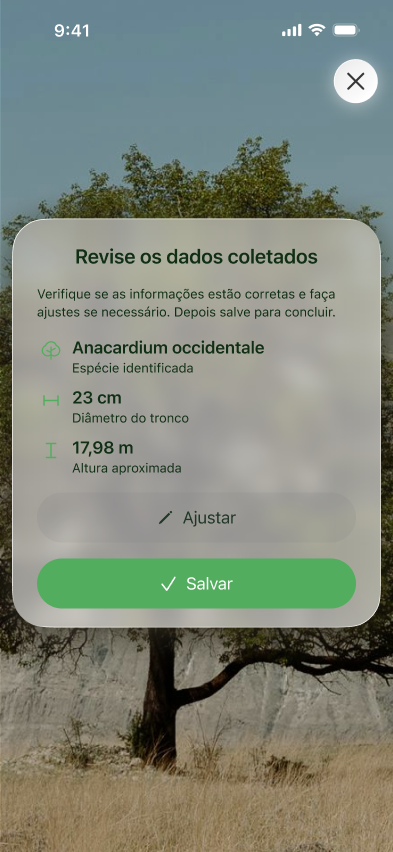 9:41
Revise os dados coletados
Verifique se as informações estão corretas e faça
ajustes se necessário. Depois salve para concluir.
Anacardium occidentale
Espécie identificada
23 cm
Diâmetro do tronco
17,98 m
Altura aproximada
Ajustar
Salvar